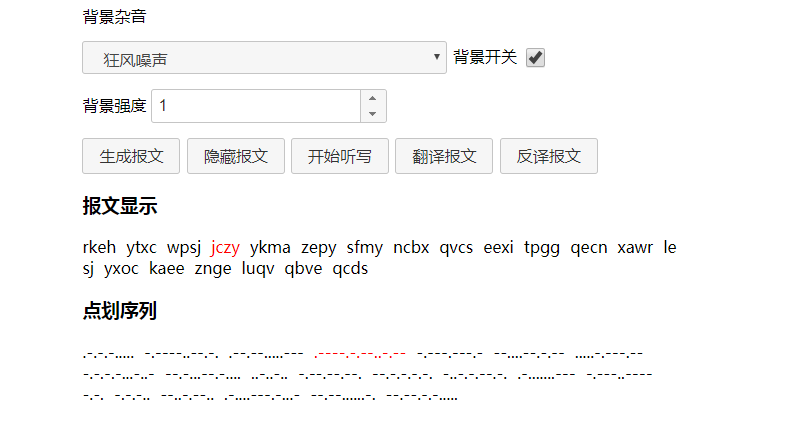 背景杂音
狂风噪声 背景开关
背景强度 1
生成报文 隐藏报文 开始听写 翻译报文 反译报文
报文显示
rkeh ytxc wpsj jczy ykma zepy sfmy ncbx qvcs eexi tpgg qecn xawr le
sj yxoc kaee znge luqv qbve qcds
点划序列
.-.-.-..... -.----..--.-. .--.--.....--- .----.-.--..-.-- -.---.---.- --....--.-.-- .....-.---.--
-.-.-.-...-..- --.-...--.-.... ..-..-.. -.--.--.--. --.-.-.-.-. -..-.-.--.-. .-.......--- -.---..----
-.-. -.-.-.. --..-.--.. .-....---.-...- --.--......-. --.--.-.-.....